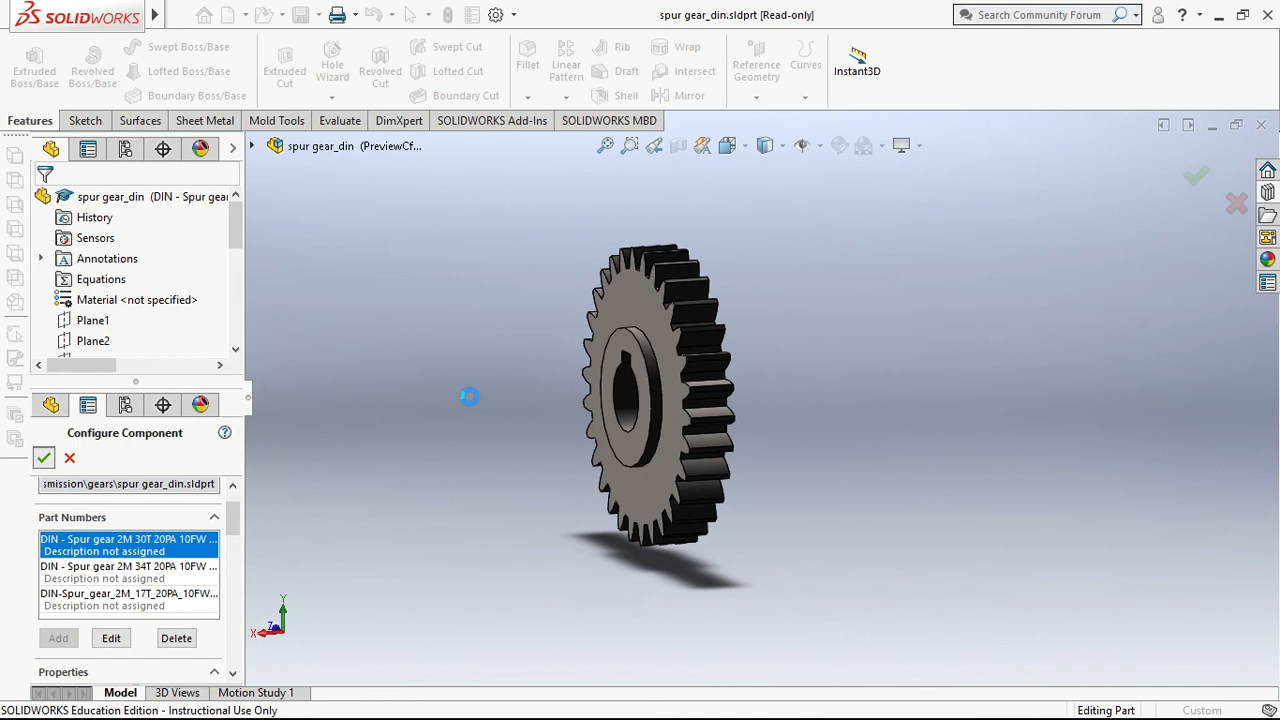 SOLIDWORKS
spur gear_din.sldprt [Read-only]
Search Community Forum
?
Extruded Boss/Base
Revolved Boss/Base
Swept Boss/Base
Lofted Boss/Base
Boundary Boss/Base
Extruded Cut
Hole Wizard
Revolved Cut
Swept Cut
Lofted Cut
Boundary Cut
Fillet
Linear Pattern
Rib
Draft
Shell
Wrap
Intersect
Mirror
Reference Geometry
Curves
Instant3D
Features
Sketch
Surfaces
Sheet Metal
Mold Tools
Evaluate
DimXpert
SOLIDWORKS Add-Ins
SOLIDWORKS MBD
spur gear_din (PreviewCf...
spur gear_din (DIN - Spur gear
History
Sensors
Annotations
Equations
Material <not specified>
Plane1
Plane2
Configure Component
?
smission\gears\spur gear_din.sldprt
Part Numbers
DIN - Spur gear 2M 30T 20PA 10FW ...
Description not assigned
DIN - Spur gear 2M 34T 20PA 10FW ...
Description not assigned
DIN-Spur_gear_2M_17T_20PA_10FW...
Description not assigned
Add
Edit
Delete
Properties
Y
X
Z
Model
3D Views
Motion Study 1
SOLIDWORKS Education Edition - Instructional Use Only
Editing Part
Custom